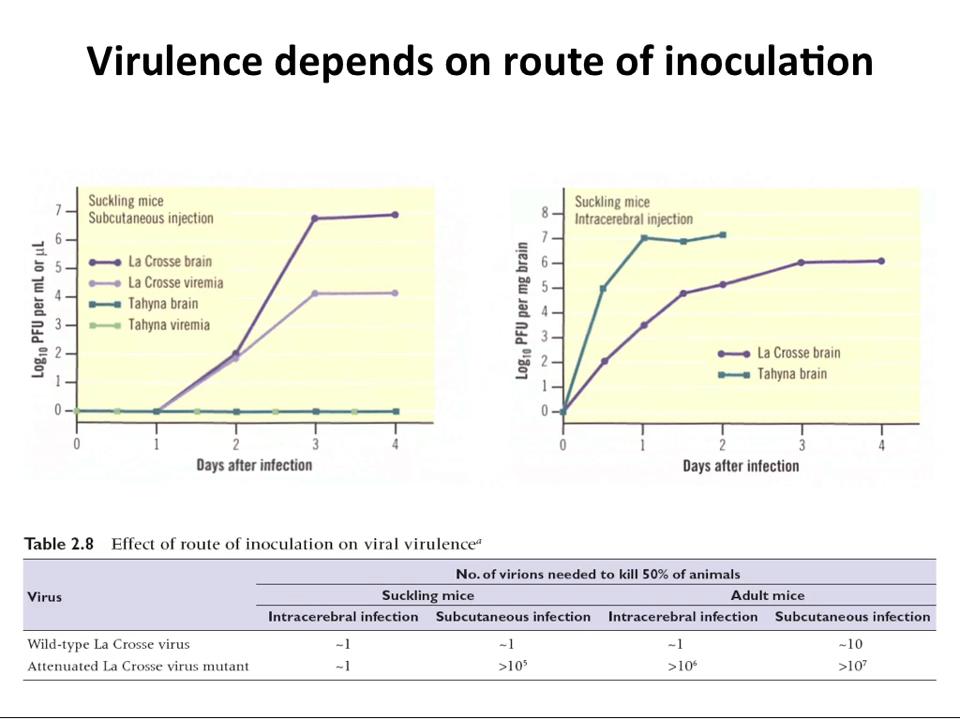 Virulence depends on route of inoculation
Suckling mice
Subcutaneous injection
La Crosse brain
La Crosse viremia
Tahyna brain
Tahyna viremia
Log₁₀ PFU per mL or µL
7
6
5
4
3
2
1
0
0 1 2 3 4
Days after infection
Suckling mice
Intracerebral injection
La Crosse brain
Tahyna brain
Log₁₀ PFU per mg brain
8
7
6
5
4
3
2
1
0
0 1 2 3 4
Days after infection
Table 2.8 Effect of route of inoculation on viral virulenceᵃ
No. of virions needed to kill 50% of animals
Virus Suckling mice Adult mice
Intracerebral infection Subcutaneous infection Intracerebral infection Subcutaneous infection
Wild-type La Crosse virus ~1 ~1 ~1 ~10
Attenuated La Crosse virus mutant ~1 >10⁵ >10⁶ >10⁷